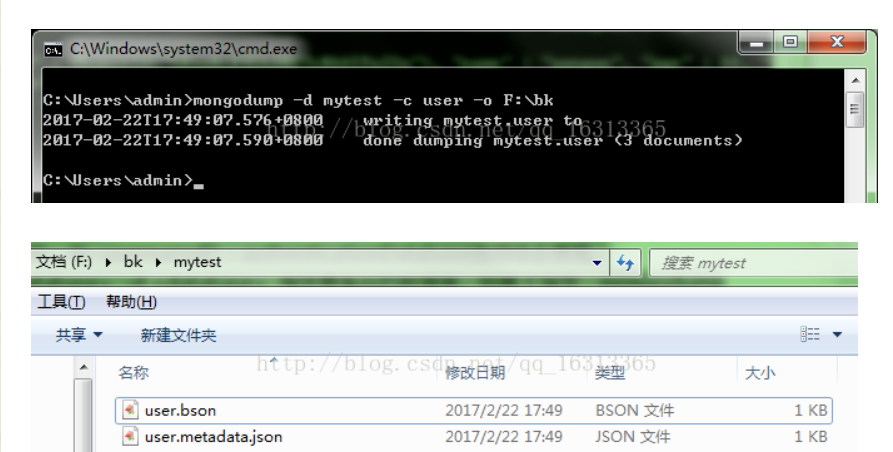 C:\Windows\system32\cmd.exe
C:\Users\admin>mongodump -d mytest -c user -o F:\bk
2017-02-22T17:49:07.576+0800    writing mytest.user to
http://blog.csdn.net/qq_16313365
2017-02-22T17:49:07.590+0800    done dumping mytest.user (3 documents)
C:\Users\admin>_
文档 (F:) ▸ bk ▸ mytest 搜索 mytest
工具(T) 帮助(H)
共享 ▼ 新建文件夹
http://blog.csdn.net/qq_16313365
名称 修改日期 类型 大小
user.bson 2017/2/22 17:49 BSON 文件 1 KB
user.metadata.json 2017/2/22 17:49 JSON 文件 1 KB